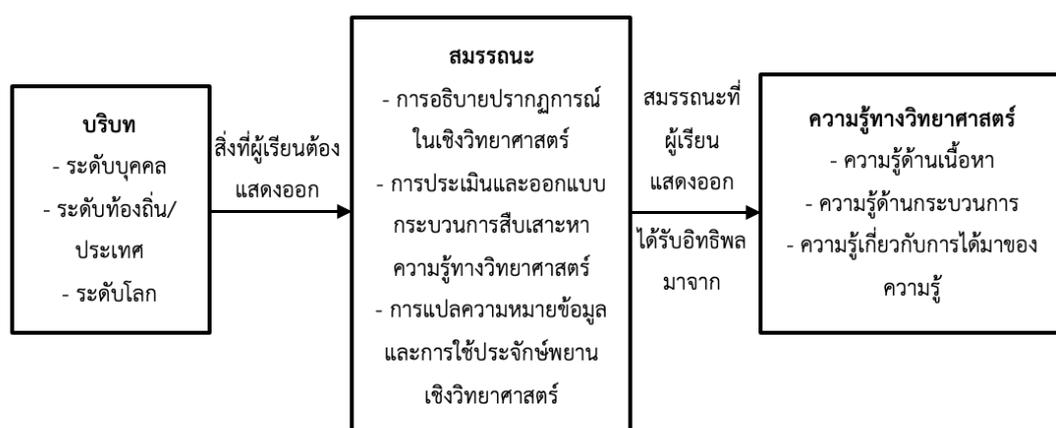 บริบท
- ระดับบุคคล
- ระดับท้องถิ่น/
ประเทศ
- ระดับโลก
สิ่งที่ผู้เรียนต้อง
แสดงออก
สมรรถนะ
- การอธิบายปรากฏการณ์
ในเชิงวิทยาศาสตร์
- การประเมินและออกแบบ
กระบวนการสืบเสาะหา
ความรู้ทางวิทยาศาสตร์
- การแปลความหมายข้อมูล
และการใช้ประจักษ์พยาน
เชิงวิทยาศาสตร์
สมรรถนะที่
ผู้เรียน
แสดงออก
ได้รับอิทธิพล
มาจาก
ความรู้ทางวิทยาศาสตร์
- ความรู้ด้านเนื้อหา
- ความรู้ด้านกระบวนการ
- ความรู้เกี่ยวกับการได้มาของ
ความรู้